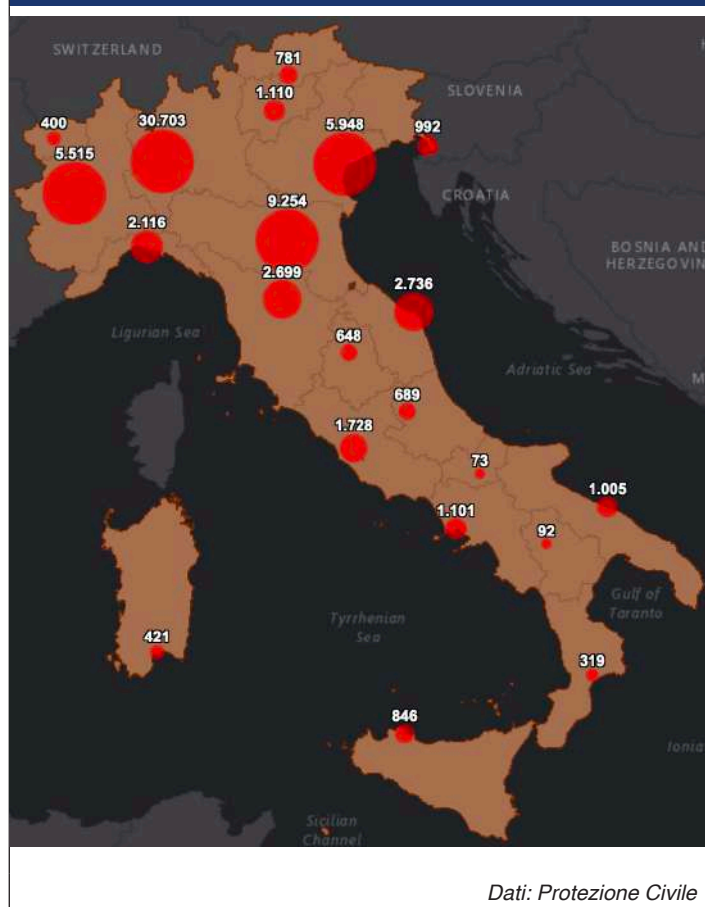 SWITZERLAND
781
SLOVENIA
1.110
400
30.703
5.948
992
5.515
CROATIA
9.254
2.116
BOSNIA AND
HERZEGOVIN
2.699
2.736
Ligurian Sea
648
Adriatic Sea
M
689
1.728
73
1.005
1.101
92
Gulf of
Taranto
Tyrrhenian
Sea
421
319
846
Ionia
Sicilian
Channel
Dati: Protezione Civile